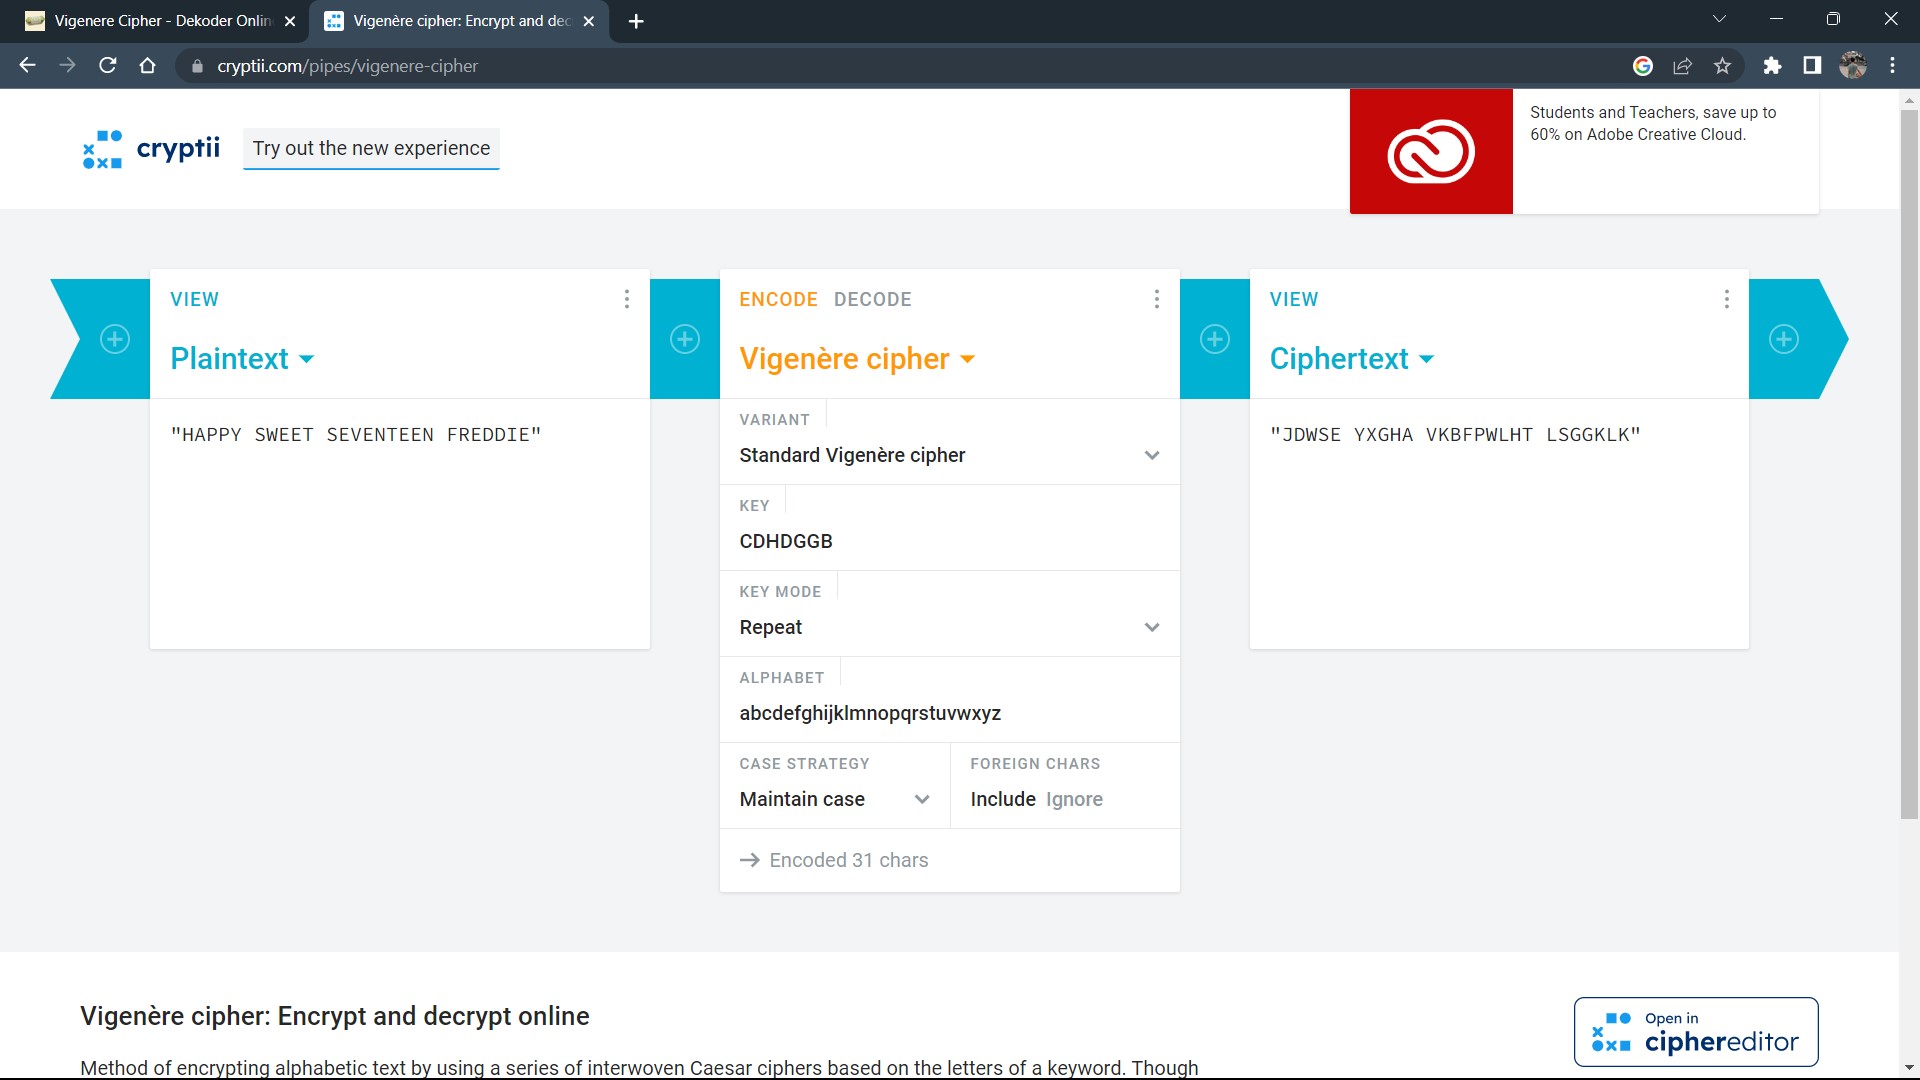 Vigenere Cipher - Dekoder Onlin
Vigenère cipher: Encrypt and dec
cryptii.com/pipes/vigenere-cipher
cryptii
Try out the new experience
Students and Teachers, save up to
60% on Adobe Creative Cloud.
VIEW
Plaintext
"HAPPY SWEET SEVENTEEN FREDDIE"
ENCODE DECODE
Vigenère cipher
VARIANT
Standard Vigenère cipher
KEY
CDHDGGB
KEY MODE
Repeat
ALPHABET
abcdefghijklmnopqrstuvwxyz
CASE STRATEGY
Maintain case
FOREIGN CHARS
Include Ignore
→ Encoded 31 chars
VIEW
Ciphertext
"JDWSE YXGHA VKBFPWLHT LSGGKLK"
Vigenère cipher: Encrypt and decrypt online
Method of encrypting alphabetic text by using a series of interwoven Caesar ciphers based on the letters of a keyword. Though
Open in
ciphereditor